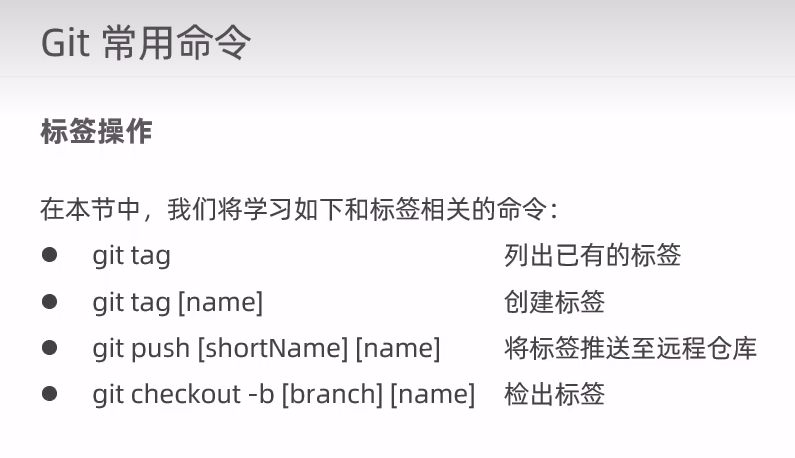 Git 常用命令
标签操作
在本节中，我们将学习如下和标签相关的命令：
● git tag 列出已有的标签
● git tag [name] 创建标签
● git push [shortName] [name] 将标签推送至远程仓库
● git checkout -b [branch] [name] 检出标签